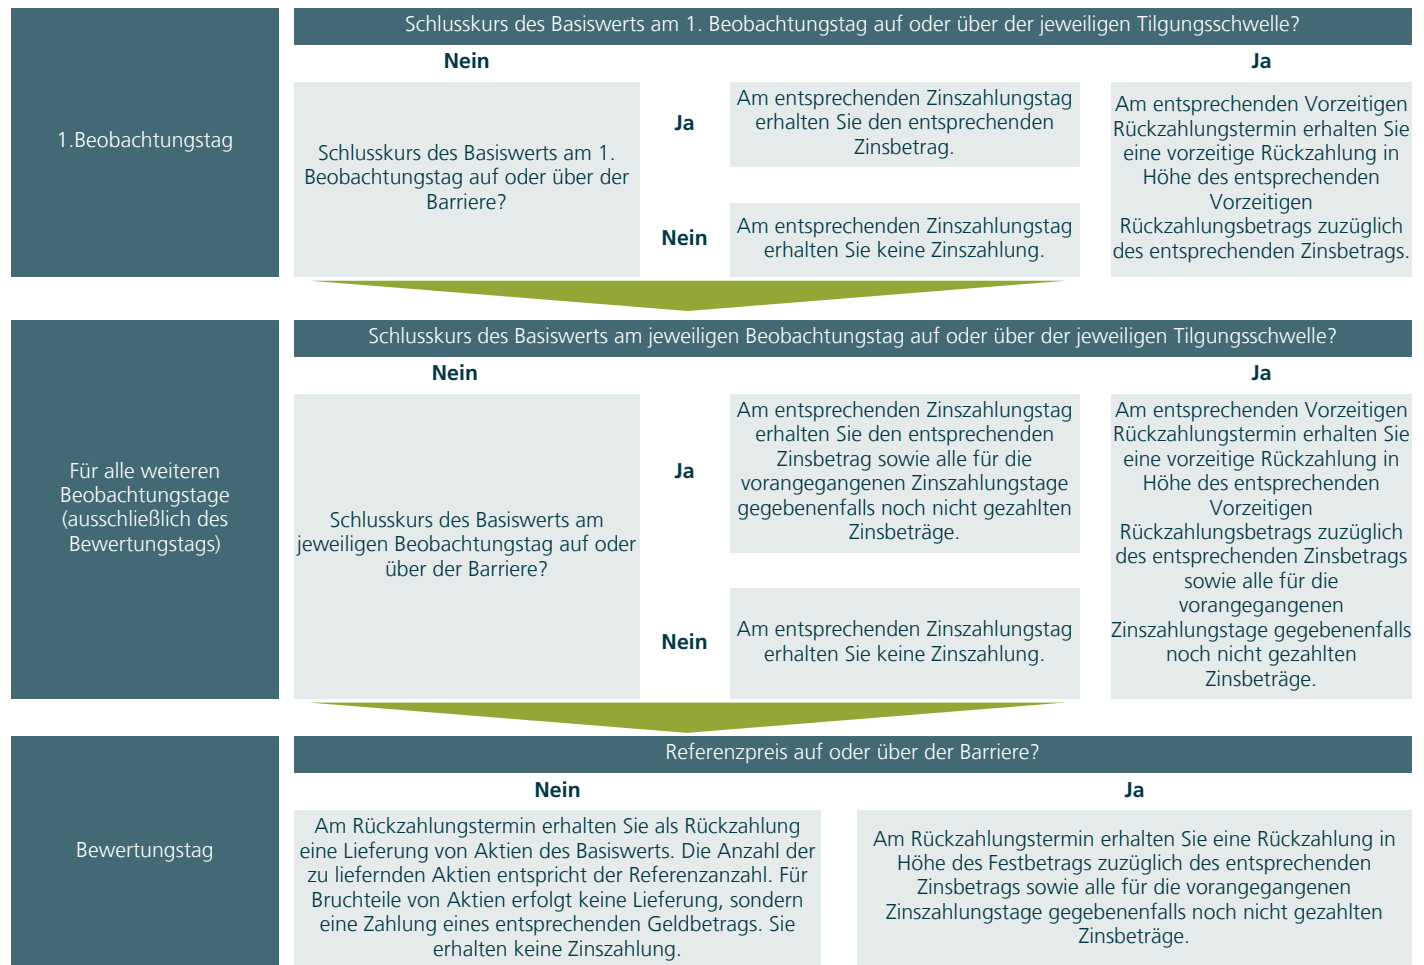 Schlusskurs des Basiswerts am 1. Beobachtungstag auf oder über der jeweiligen Tilgungsschwelle?
Nein
Ja
1.Beobachtungstag
Schlusskurs des Basiswerts am 1.
Beobachtungstag auf oder über der
Barriere?
Ja
Am entsprechenden Zinszahlungstag
erhalten Sie den entsprechenden
Zinsbetrag.
Nein
Am entsprechenden Zinszahlungstag
erhalten Sie keine Zinszahlung.
Am entsprechenden Vorzeitigen
Rückzahlungstermin erhalten Sie
eine vorzeitige Rückzahlung in
Höhe des entsprechenden
Vorzeitigen
Rückzahlungsbetrags zuzüglich
des entsprechenden Zinsbetrags.
Schlusskurs des Basiswerts am jeweiligen Beobachtungstag auf oder über der jeweiligen Tilgungsschwelle?
Nein
Ja
Für alle weiteren
Beobachtungstage
(ausschließlich des
Bewertungstags)
Schlusskurs des Basiswerts am
jeweiligen Beobachtungstag auf oder
über der Barriere?
Ja
Am entsprechenden Zinszahlungstag
erhalten Sie den entsprechenden
Zinsbetrag sowie alle für die
vorangegangenen Zinszahlungstage
gegebenenfalls noch nicht gezahlten
Zinsbeträge.
Nein
Am entsprechenden Zinszahlungstag
erhalten Sie keine Zinszahlung.
Am entsprechenden Vorzeitigen
Rückzahlungstermin erhalten Sie
eine vorzeitige Rückzahlung in
Höhe des entsprechenden
Vorzeitigen
Rückzahlungsbetrags zuzüglich
des entsprechenden Zinsbetrags
sowie alle für die
vorangegangenen
Zinszahlungstage gegebenenfalls
noch nicht gezahlten
Zinsbeträge.
Referenzpreis auf oder über der Barriere?
Nein
Ja
Bewertungstag
Am Rückzahlungstermin erhalten Sie als Rückzahlung
eine Lieferung von Aktien des Basiswerts. Die Anzahl der
zu liefernden Aktien entspricht der Referenzanzahl. Für
Bruchteile von Aktien erfolgt keine Lieferung, sondern
eine Zahlung eines entsprechenden Geldbetrags. Sie
erhalten keine Zinszahlung.
Am Rückzahlungstermin erhalten Sie eine Rückzahlung in
Höhe des Festbetrags zuzüglich des entsprechenden
Zinsbetrags sowie alle für die vorangegangenen
Zinszahlungstage gegebenenfalls noch nicht gezahlten
Zinsbeträge.